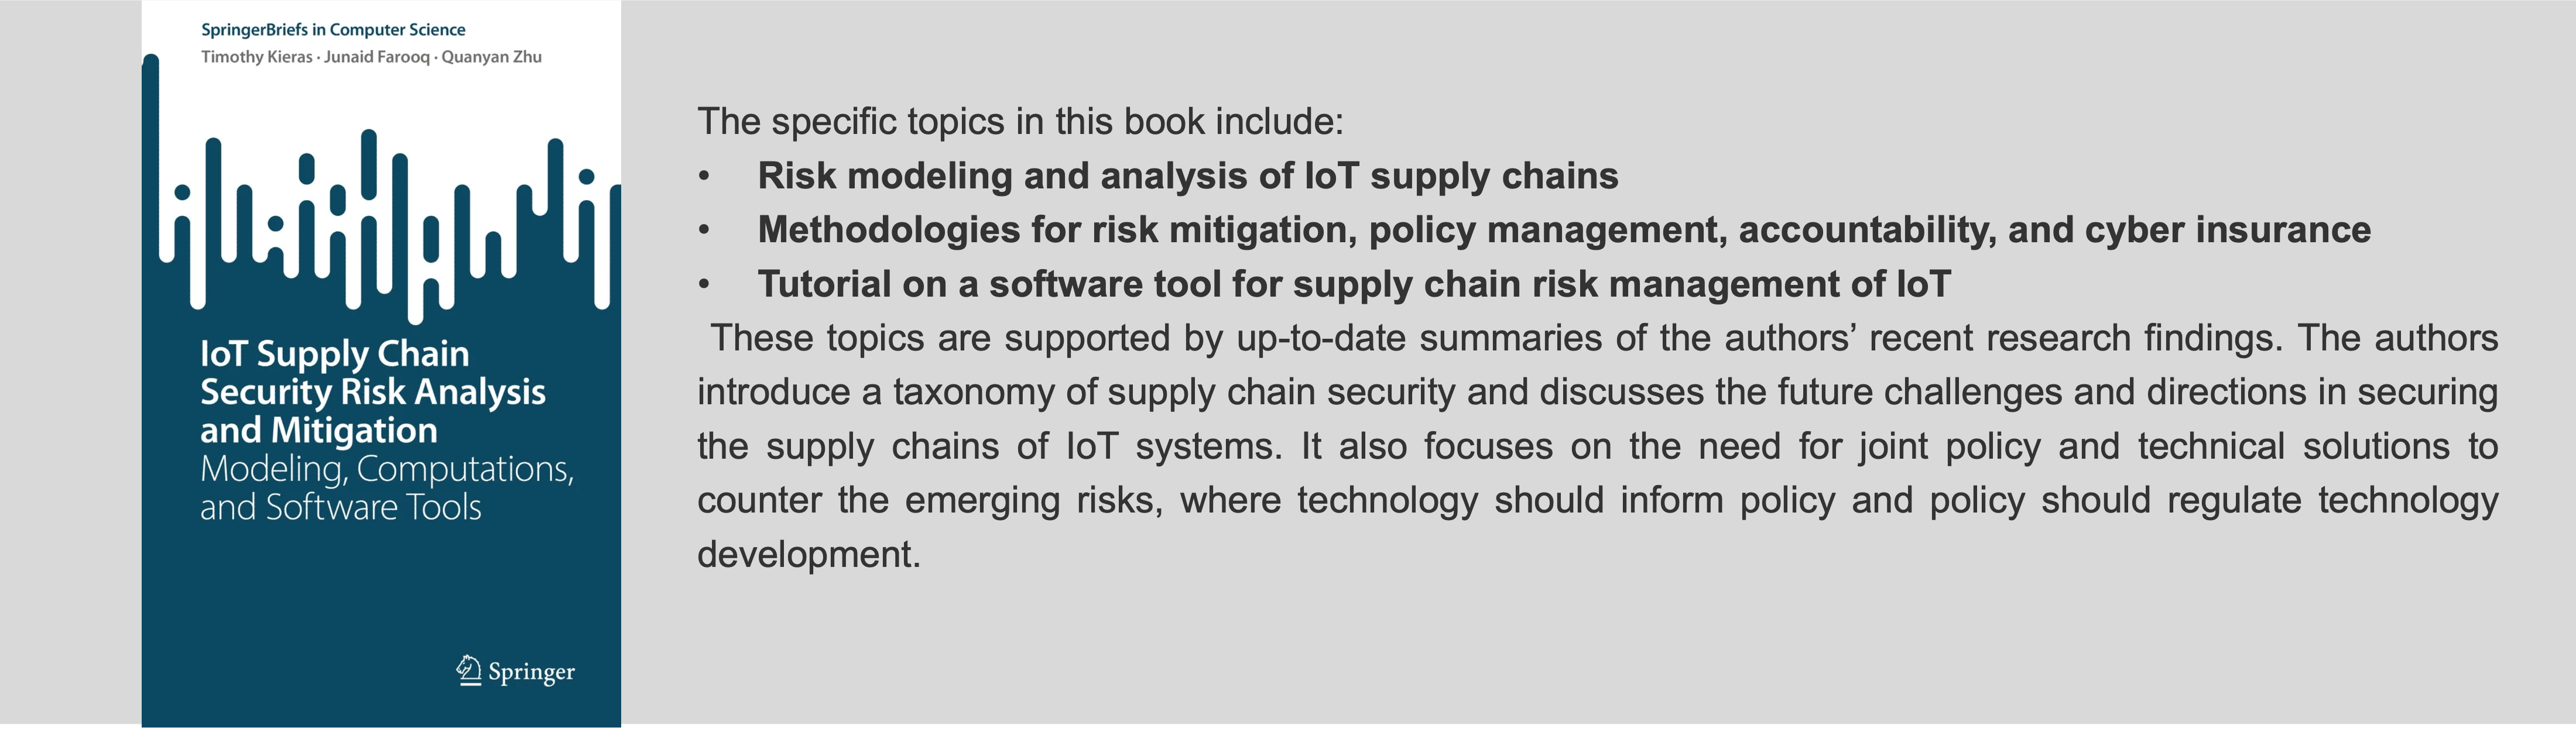 SpringerBriefs in Computer Science
Timothy Kieras · Junaid Farooq · Quanyan Zhu
IoT Supply Chain
Security Risk Analysis
and Mitigation
Modeling, Computations,
and Software Tools
Springer
The specific topics in this book include:
• Risk modeling and analysis of IoT supply chains
• Methodologies for risk mitigation, policy management, accountability, and cyber insurance
• Tutorial on a software tool for supply chain risk management of IoT
These topics are supported by up-to-date summaries of the authors’ recent research findings. The authors
introduce a taxonomy of supply chain security and discusses the future challenges and directions in securing
the supply chains of IoT systems. It also focuses on the need for joint policy and technical solutions to
counter the emerging risks, where technology should inform policy and policy should regulate technology
development.